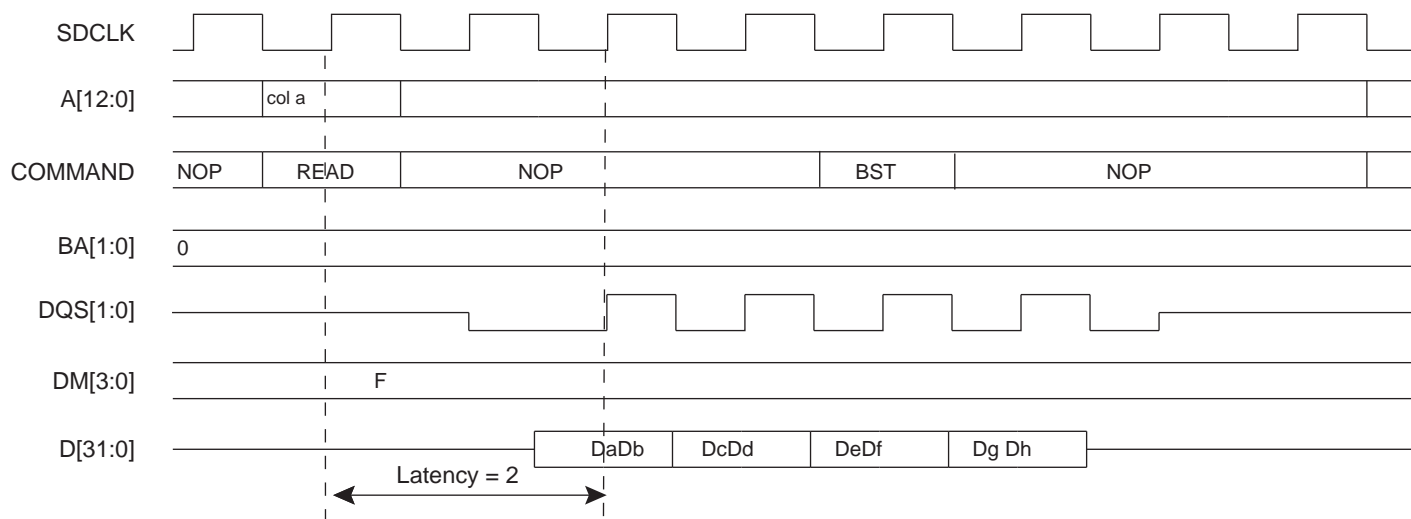 SDCLK
A[12:0]
col a
COMMAND
NOP
READ
NOP
BST
NOP
BA[1:0]
0
DQS[1:0]
DM[3:0]
F
D[31:0]
DaDb
DcDd
DeDf
Dg Dh
Latency = 2